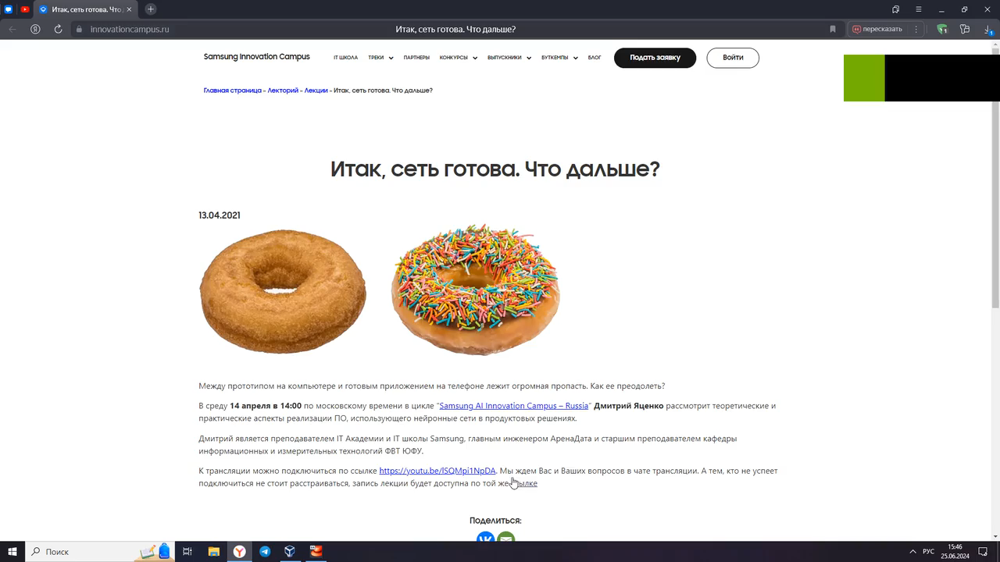 Итак, сеть готова. Что д
innovationcampus.ru
Итак, сеть готова. Что дальше?
пересказать
1
1
Samsung Innovation Campus
IT ШКОЛА
ТРЕКИ
ПАРТНЕРЫ
КОНКУРСЫ
ВЫПУСКНИКИ
БУТКЕМПЫ
БЛОГ
Подать заявку
Войти
Главная страница » Лекторий » Лекции » Итак, сеть готова. Что дальше?
Итак, сеть готова. Что дальше?
13.04.2021
Между прототипом на компьютере и готовым приложением на телефоне лежит огромная пропасть. Как ее преодолеть?
В среду 14 апреля в 14:00 по московскому времени в цикле "Samsung AI Innovation Campus – Russia" Дмитрий Яценко рассмотрит теоретические и
практические аспекты реализации ПО, использующего нейронные сети в продуктовых решениях.
Дмитрий является преподавателем IT Академии и IT школы Samsung, главным инженером АренаДата и старшим преподавателем кафедры
информационных и измерительных технологий ФВТ ЮФУ.
К трансляции можно подключиться по ссылке https://youtu.be/lSQMpi1NpDA. Мы ждем Вас и Ваших вопросов в чате трансляции. А тем, кто не успеет
подключиться не стоит расстраиваться, запись лекции будет доступна по той же ссылке
Поделиться:
Поиск
РУС
15:46
25.06.2024